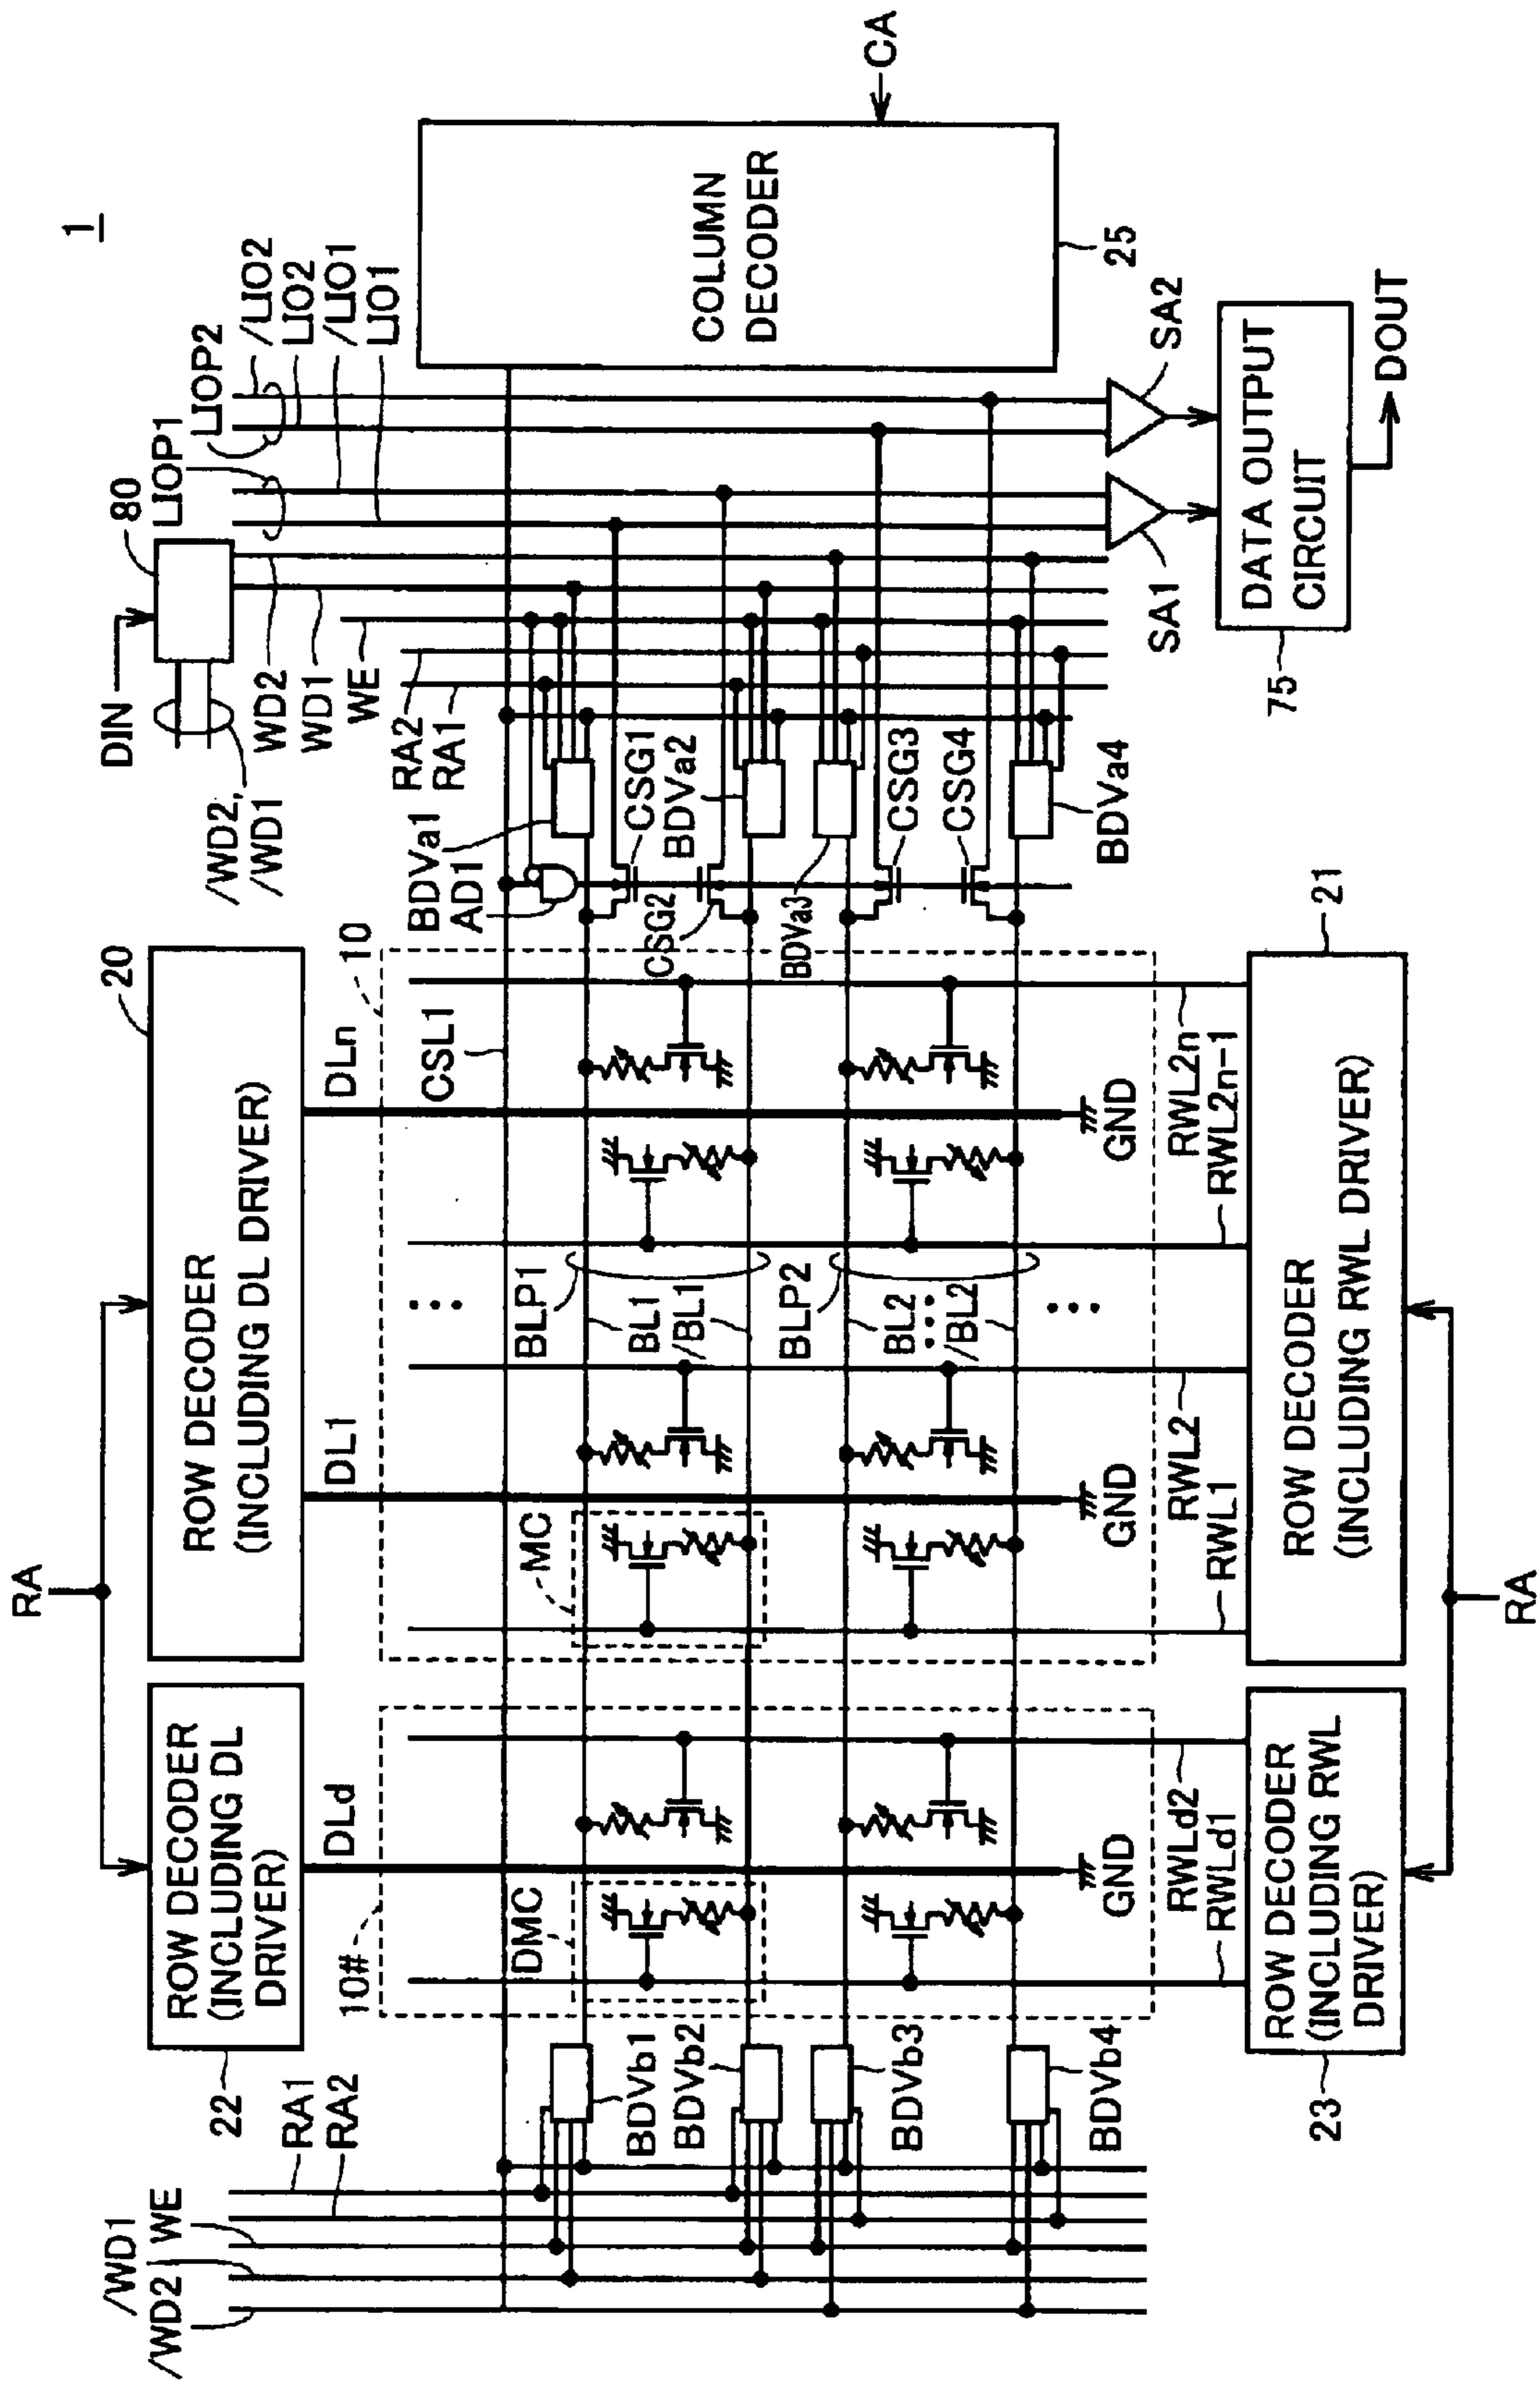 1
DIN
80
LIOP1
LIOP2
/LIO2
LIO2
/LIO1
LIO1
/WD2,
/WD1
WD2
WD1
WE
RA2
RA1
COLUMN
DECODER
25
CA
BDVa1
AD1
CSG1
BDVa2
CSG2
BDVa3
CSG3
CSG4
BDVa4
SA1
SA2
DATA OUTPUT
CIRCUIT
75
DOUT
RA
20
ROW DECODER
(INCLUDING DL DRIVER)
10
DLn
CSL1
DL1
MC
BLP1
BL1
/BL1
BLP2
BL2
/BL2
GND
GND
RWL2n
RWL2n-1
RWL2
RWL1
21
ROW DECODER
(INCLUDING RWL DRIVER)
RA
22
ROW DECODER
(INCLUDING DL
DRIVER)
10#
DLd
DMC
GND
RWLd2
RWLd1
23
ROW DECODER
(INCLUDING RWL
DRIVER)
RA1
RA2
WE
/WD1
/WD2
BDVb1
BDVb2
BDVb3
BDVb4